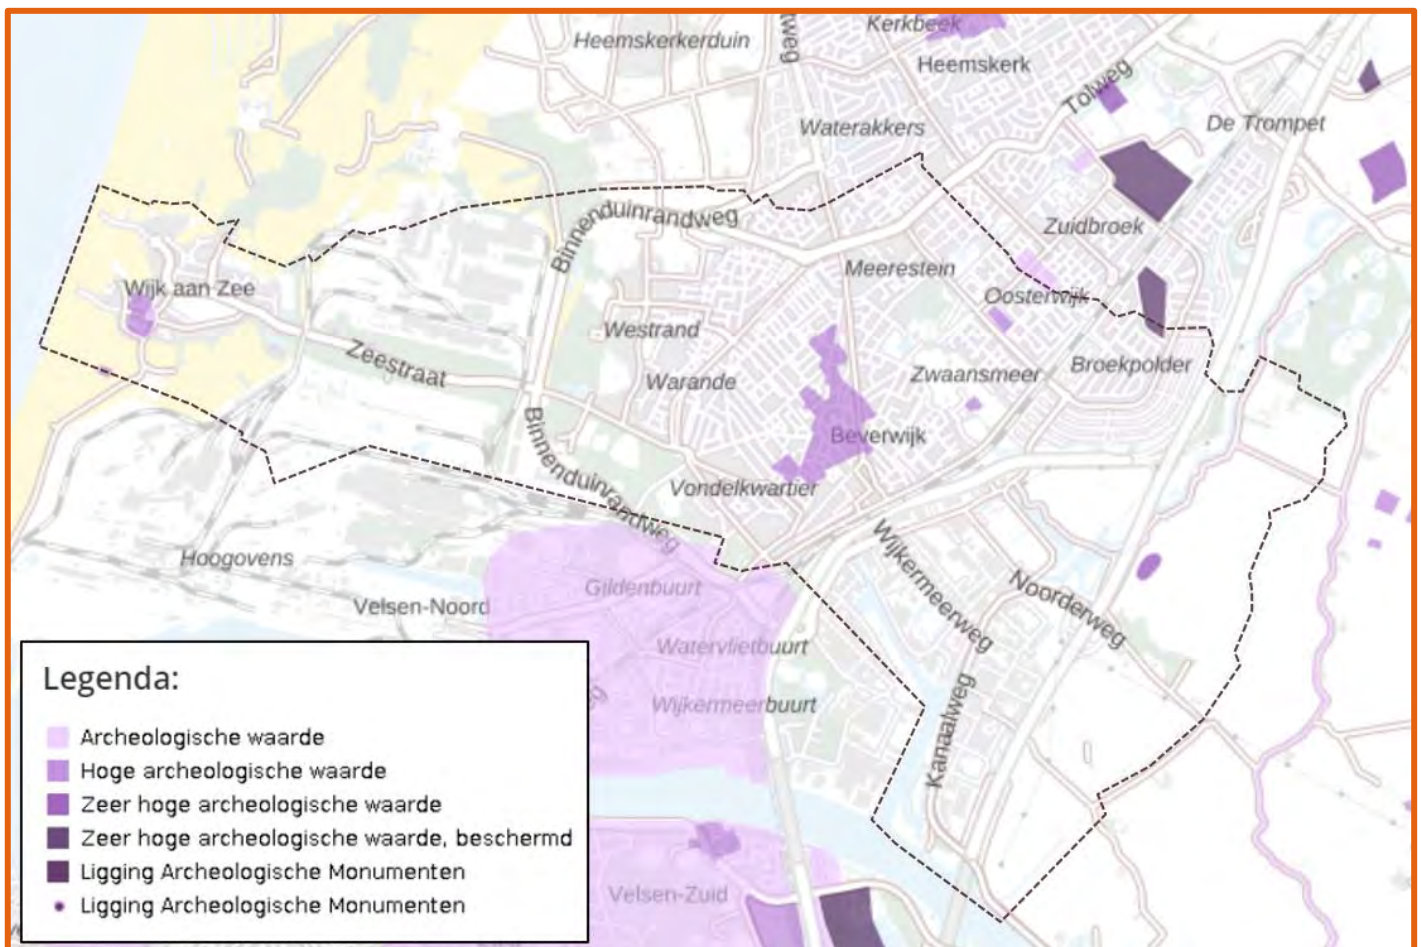 Kerkbeek
Heemskerkerduin
tweg
Heemskerk
Tolweg
De Trompet
Waterakkers
Binnenduinrandweg
Zuidbroek
Meerestein
Wijk aan Zee
Oosterwijk
Westrand
Zeestraat
Warande
Zwaansmeer
Broekpolder
Beverwijk
Binnenduinrandweg
Vondelkwartier
Hoogovens
Wijkermeerweg
Gildenbuurt
Noorderweg
Velsen-Noord
Watervlietbuurt
Wijkermeerbuurt
Kanaalweg
Velsen-Zuid
Legenda:
Archeologische waarde
Hoge archeologische waarde
Zeer hoge archeologische waarde
Zeer hoge archeologische waarde, beschermd
Ligging Archeologische Monumenten
Ligging Archeologische Monumenten